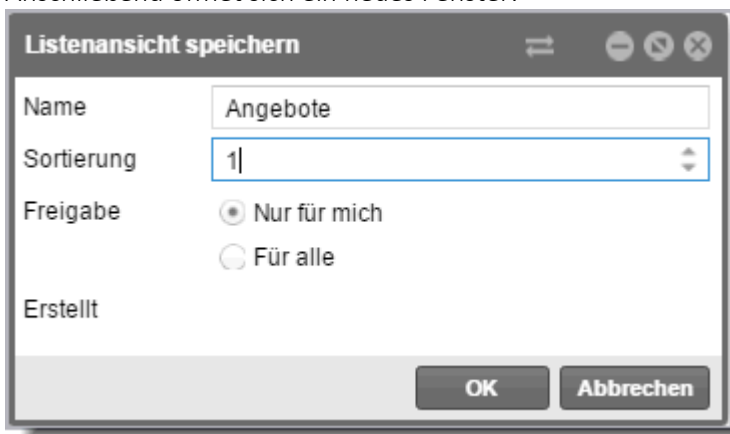 Anschließend öffnet sich ein neues Fenster:
Listenansicht speichern
Name Angebote
Sortierung 1
Freigabe Nur für mich
Für alle
Erstellt
OK Abbrechen